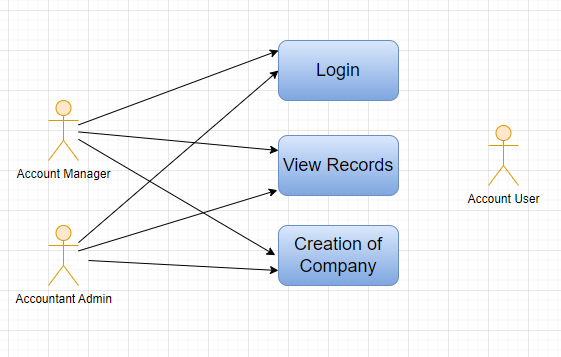 Login
Account Manager
View Records
Account User
Accountant Admin
Creation of
Company